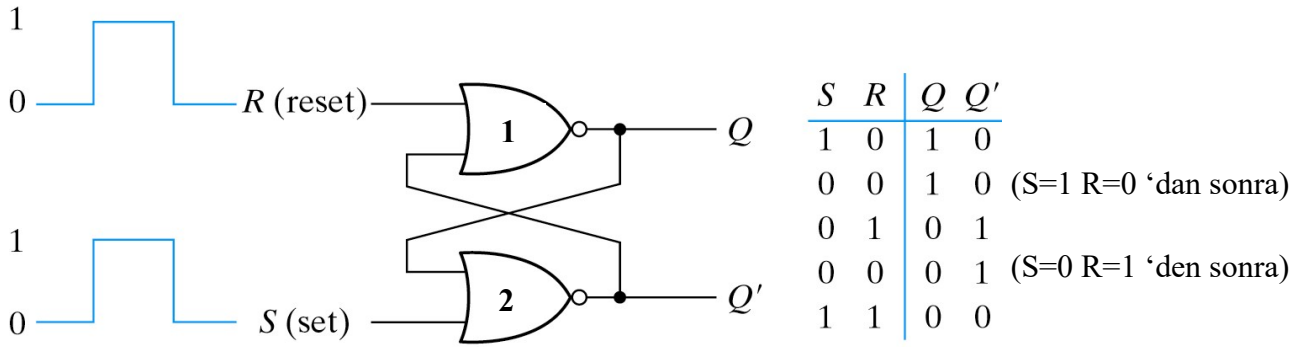 1
0
R (reset)
1
Q
1
0
S (set)
2
Q′
S R Q Q′
1 0 1 0
0 0 1 0 (S=1 R=0 ‘dan sonra)
0 1 0 1
0 0 0 1 (S=0 R=1 ‘den sonra)
1 1 0 0